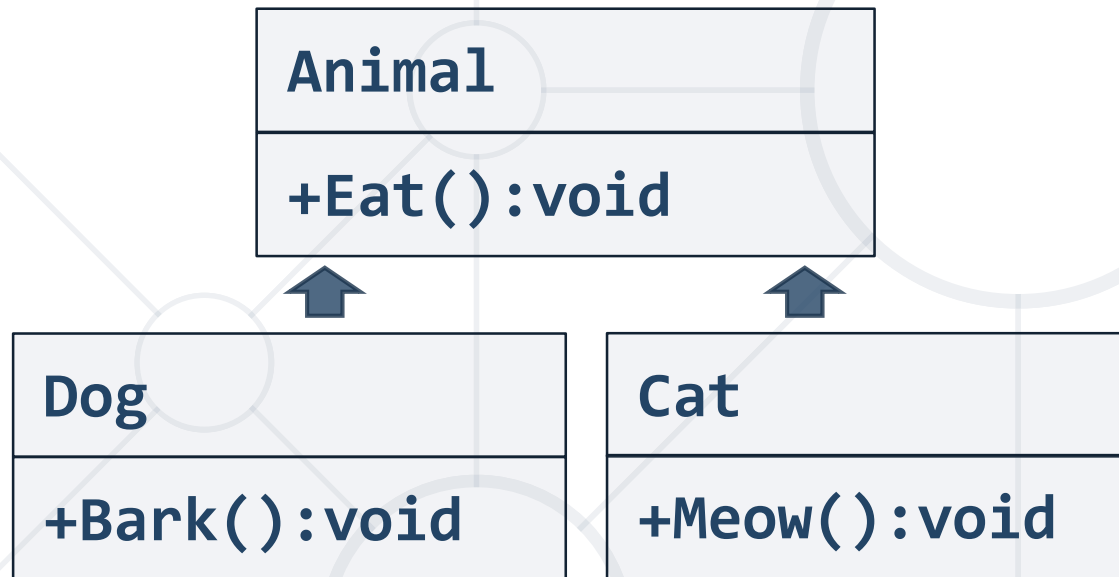 Animal
+Eat():void
Dog
+Bark():void
Cat
+Meow():void